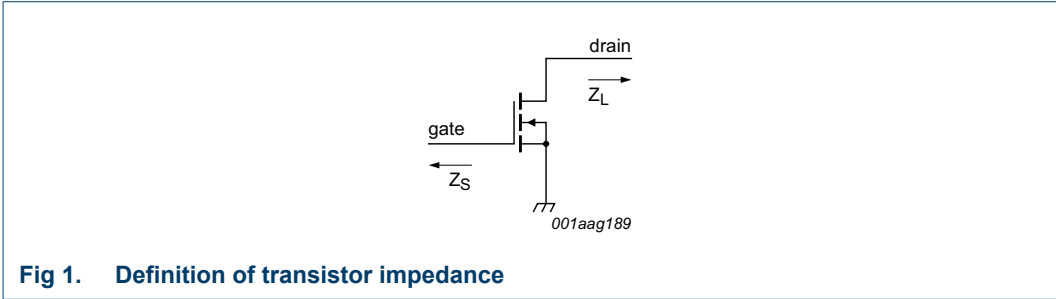 drain
Z_L
gate
Z_S
001aag189
Fig 1. Definition of transistor impedance